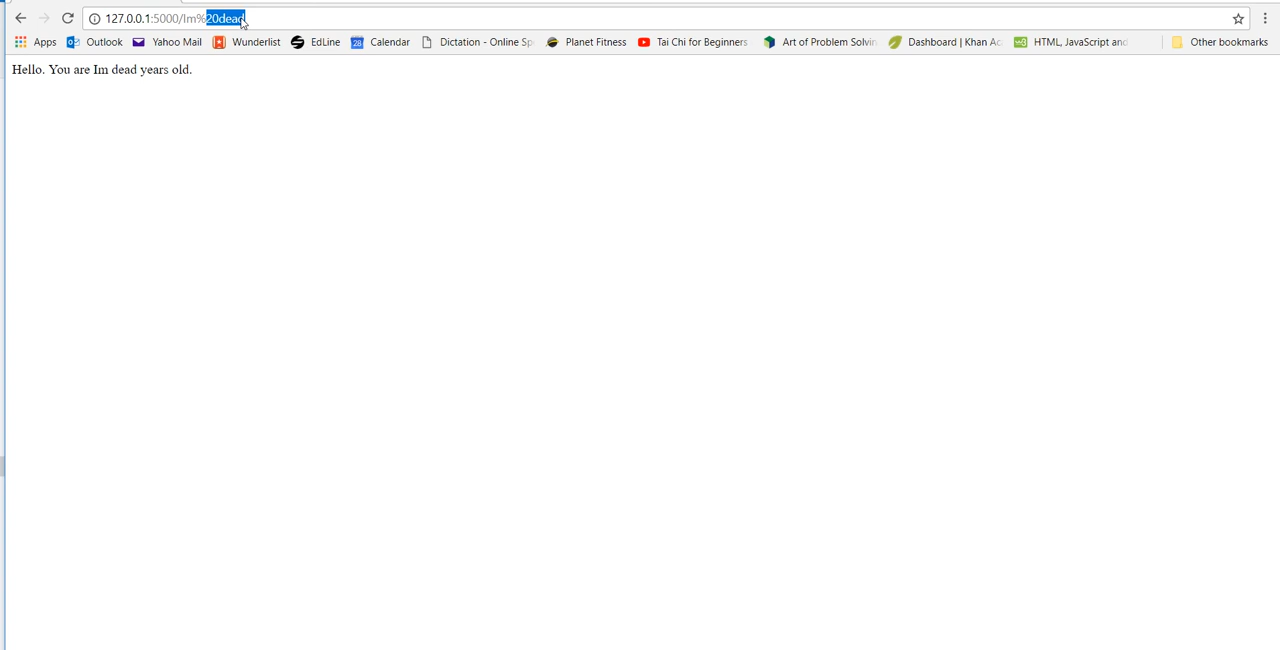 127.0.0.1:5000/Im%20dead
Apps Outlook Yahoo Mail Wunderlist EdLine 28 Calendar Dictation - Online Sp Planet Fitness Tai Chi for Beginners Art of Problem Solvin Dashboard | Khan Ac w3 HTML, JavaScript and Other bookmarks
Hello. You are Im dead years old.